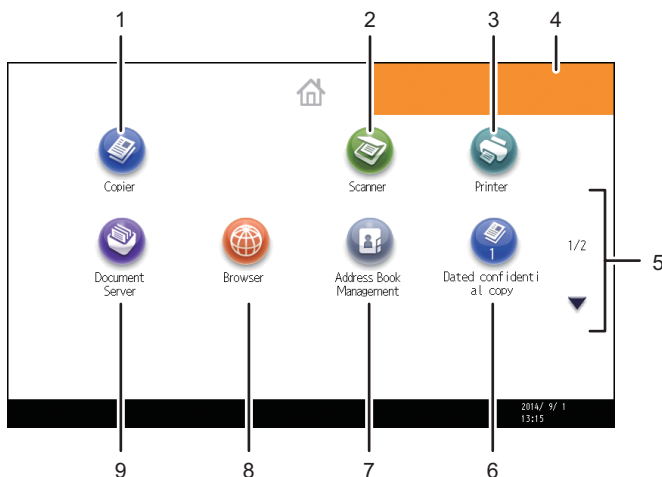 1
2
3
4
Copier
Scanner
Printer
Document
Server
Browser
Address Book
Management
1
Dated confidenti
al copy
1/2
5
2014/ 9/ 1
13:15
9
8
7
6